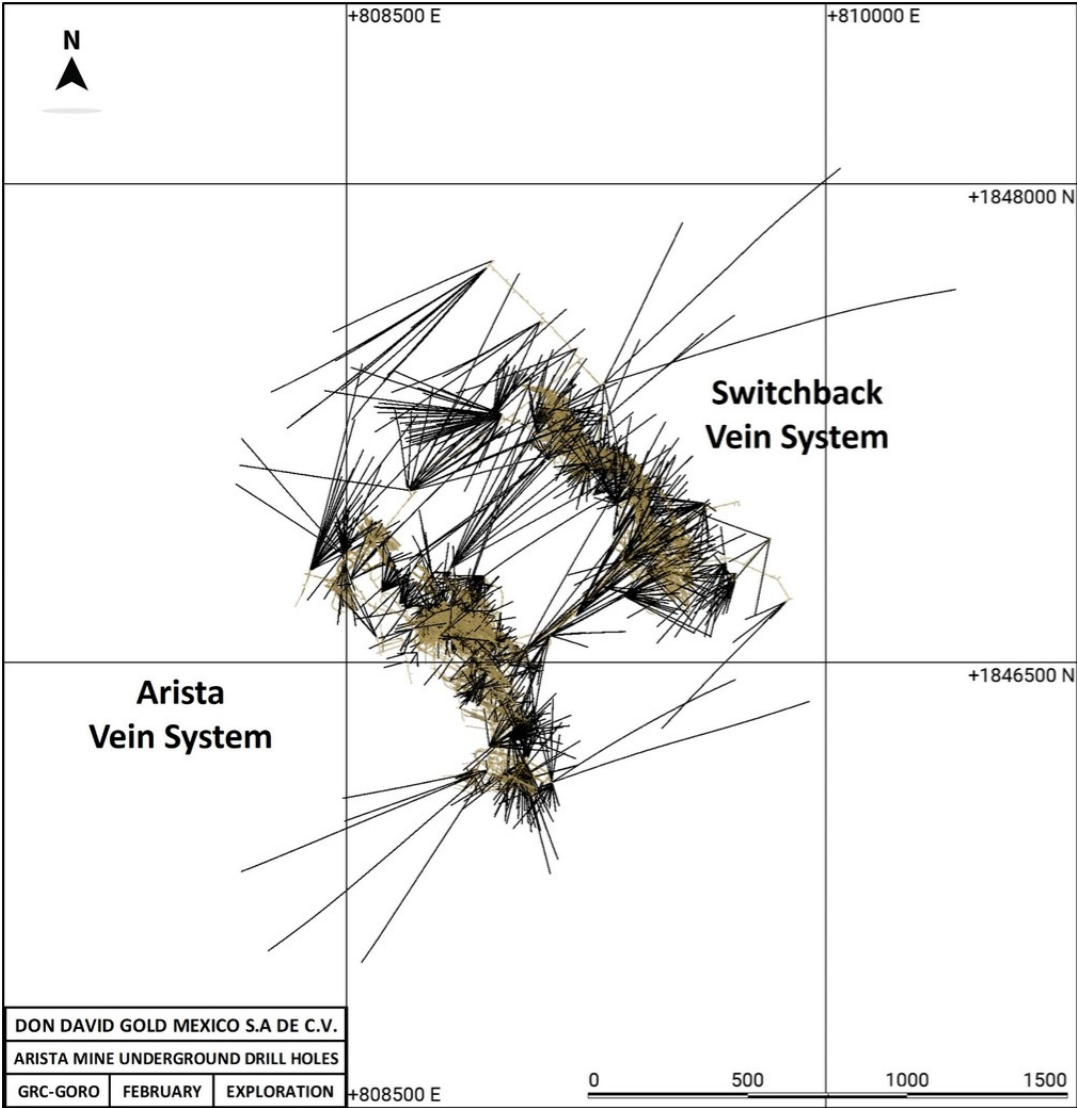 +808500 E
+810000 E
N
+1848000 N
Switchback
Vein System
+1846500 N
Arista
Vein System
DON DAVID GOLD MEXICO S.A DE C.V.
ARISTA MINE UNDERGROUND DRILL HOLES
GRC-GORO FEBRUARY EXPLORATION
+808500 E
0 500 1000 1500